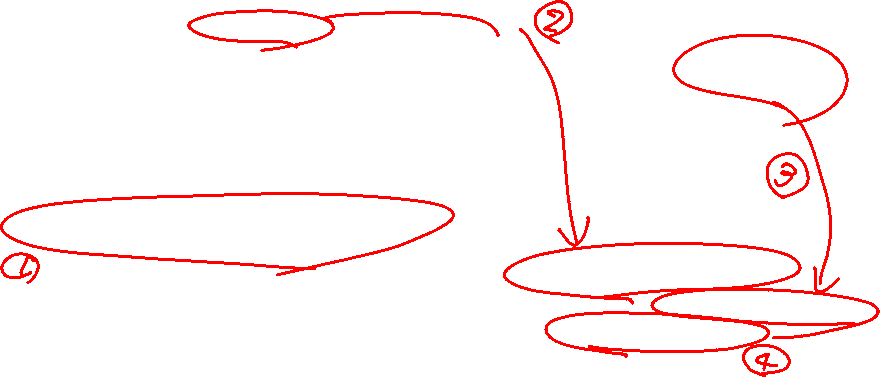 ②
③
①
④